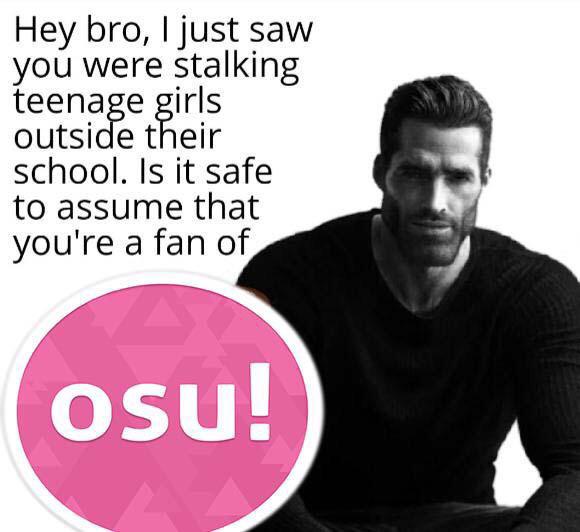 Hey bro, I just saw
you were stalking
teenage girls
outside their
school. Is it safe
to assume that
you're a fan of
osu!